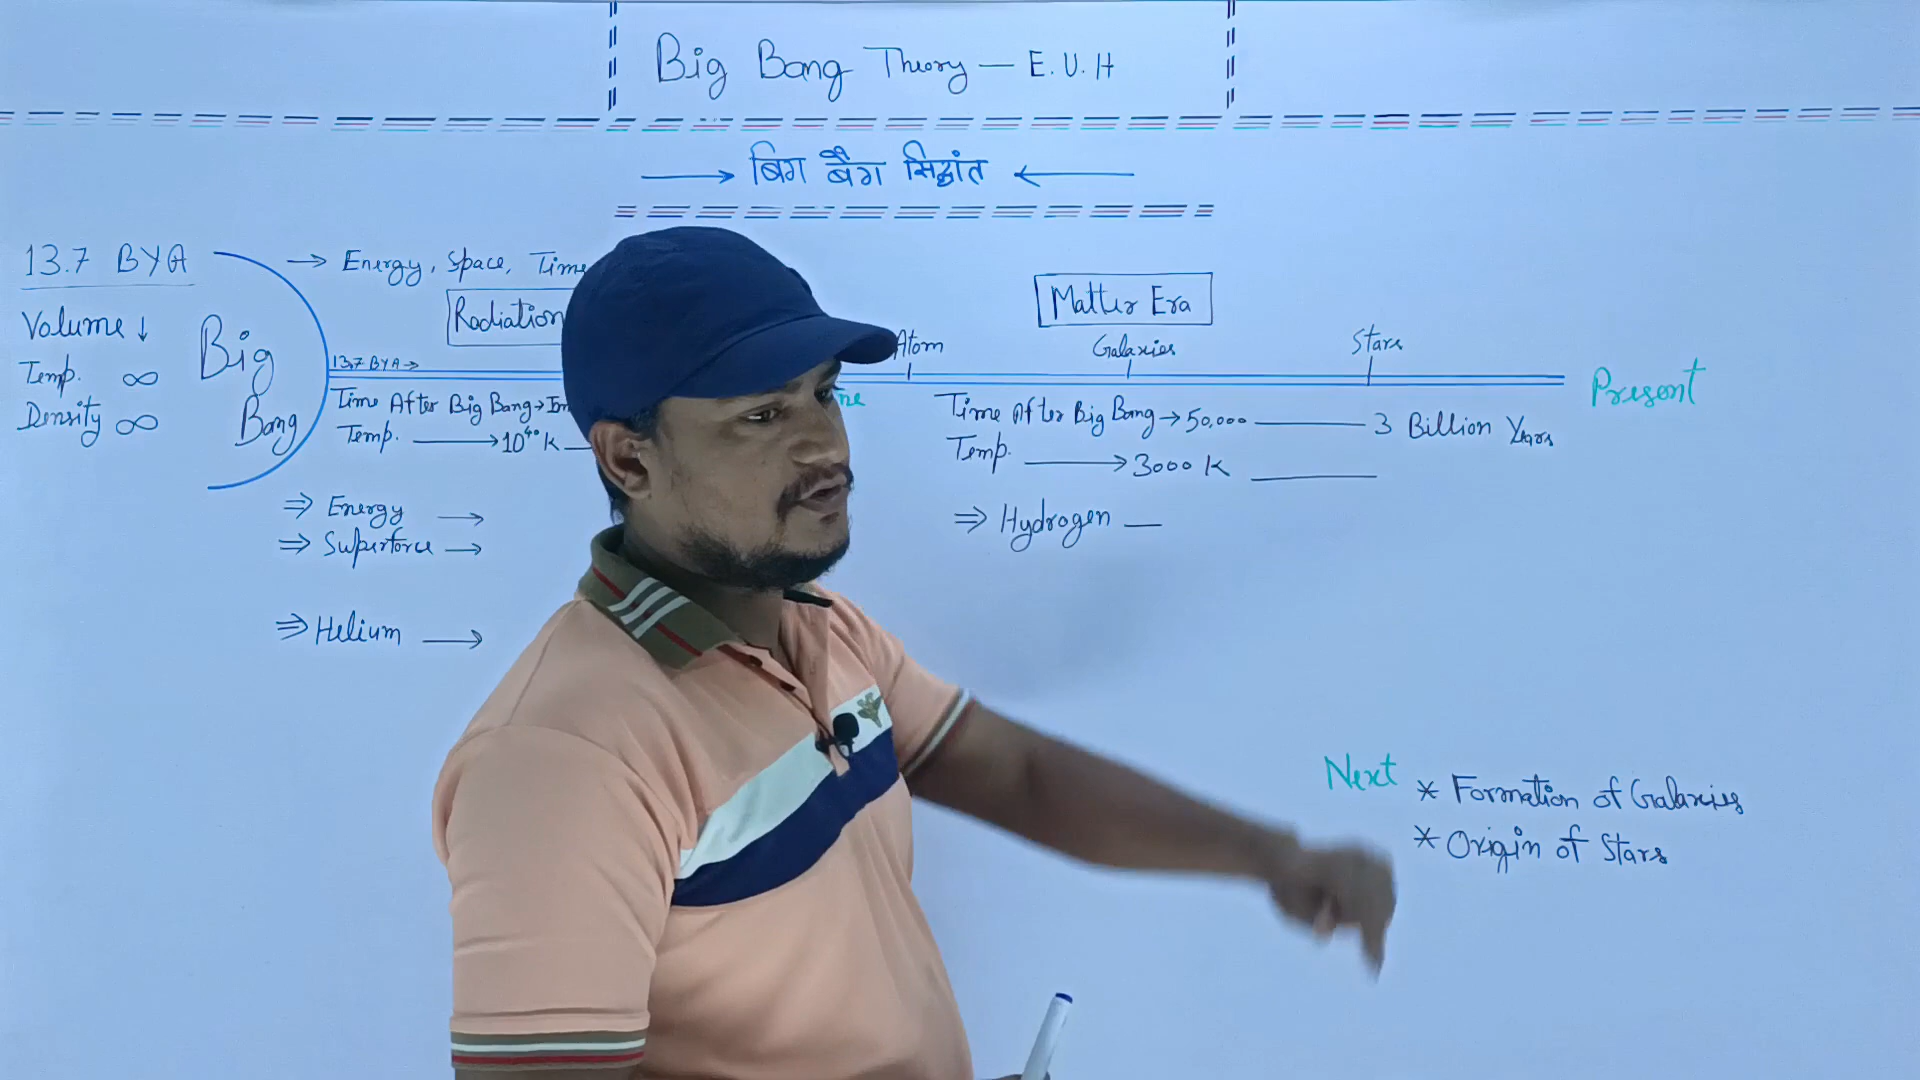 Big Bang Theory — E.U.H
बिग बैंग सिद्धांत
13.7 BYA
Volume ↓
Temp. ∞
Density ∞
Big
Bang
→ Energy, Space, Time
Radiation
13.7 BYA →
Time After Big Bang →
Temp. → 10⁴⁰ K
⇒ Energy →
⇒ Superforce →
⇒ Helium →
Matter Era
Atom
Galaxies
Stars
Present
Time After Big Bang → 50,000 — 3 Billion Years
Temp. → 3000 K —
⇒ Hydrogen —
Next * Formation of Galaxies
* Origin of Stars